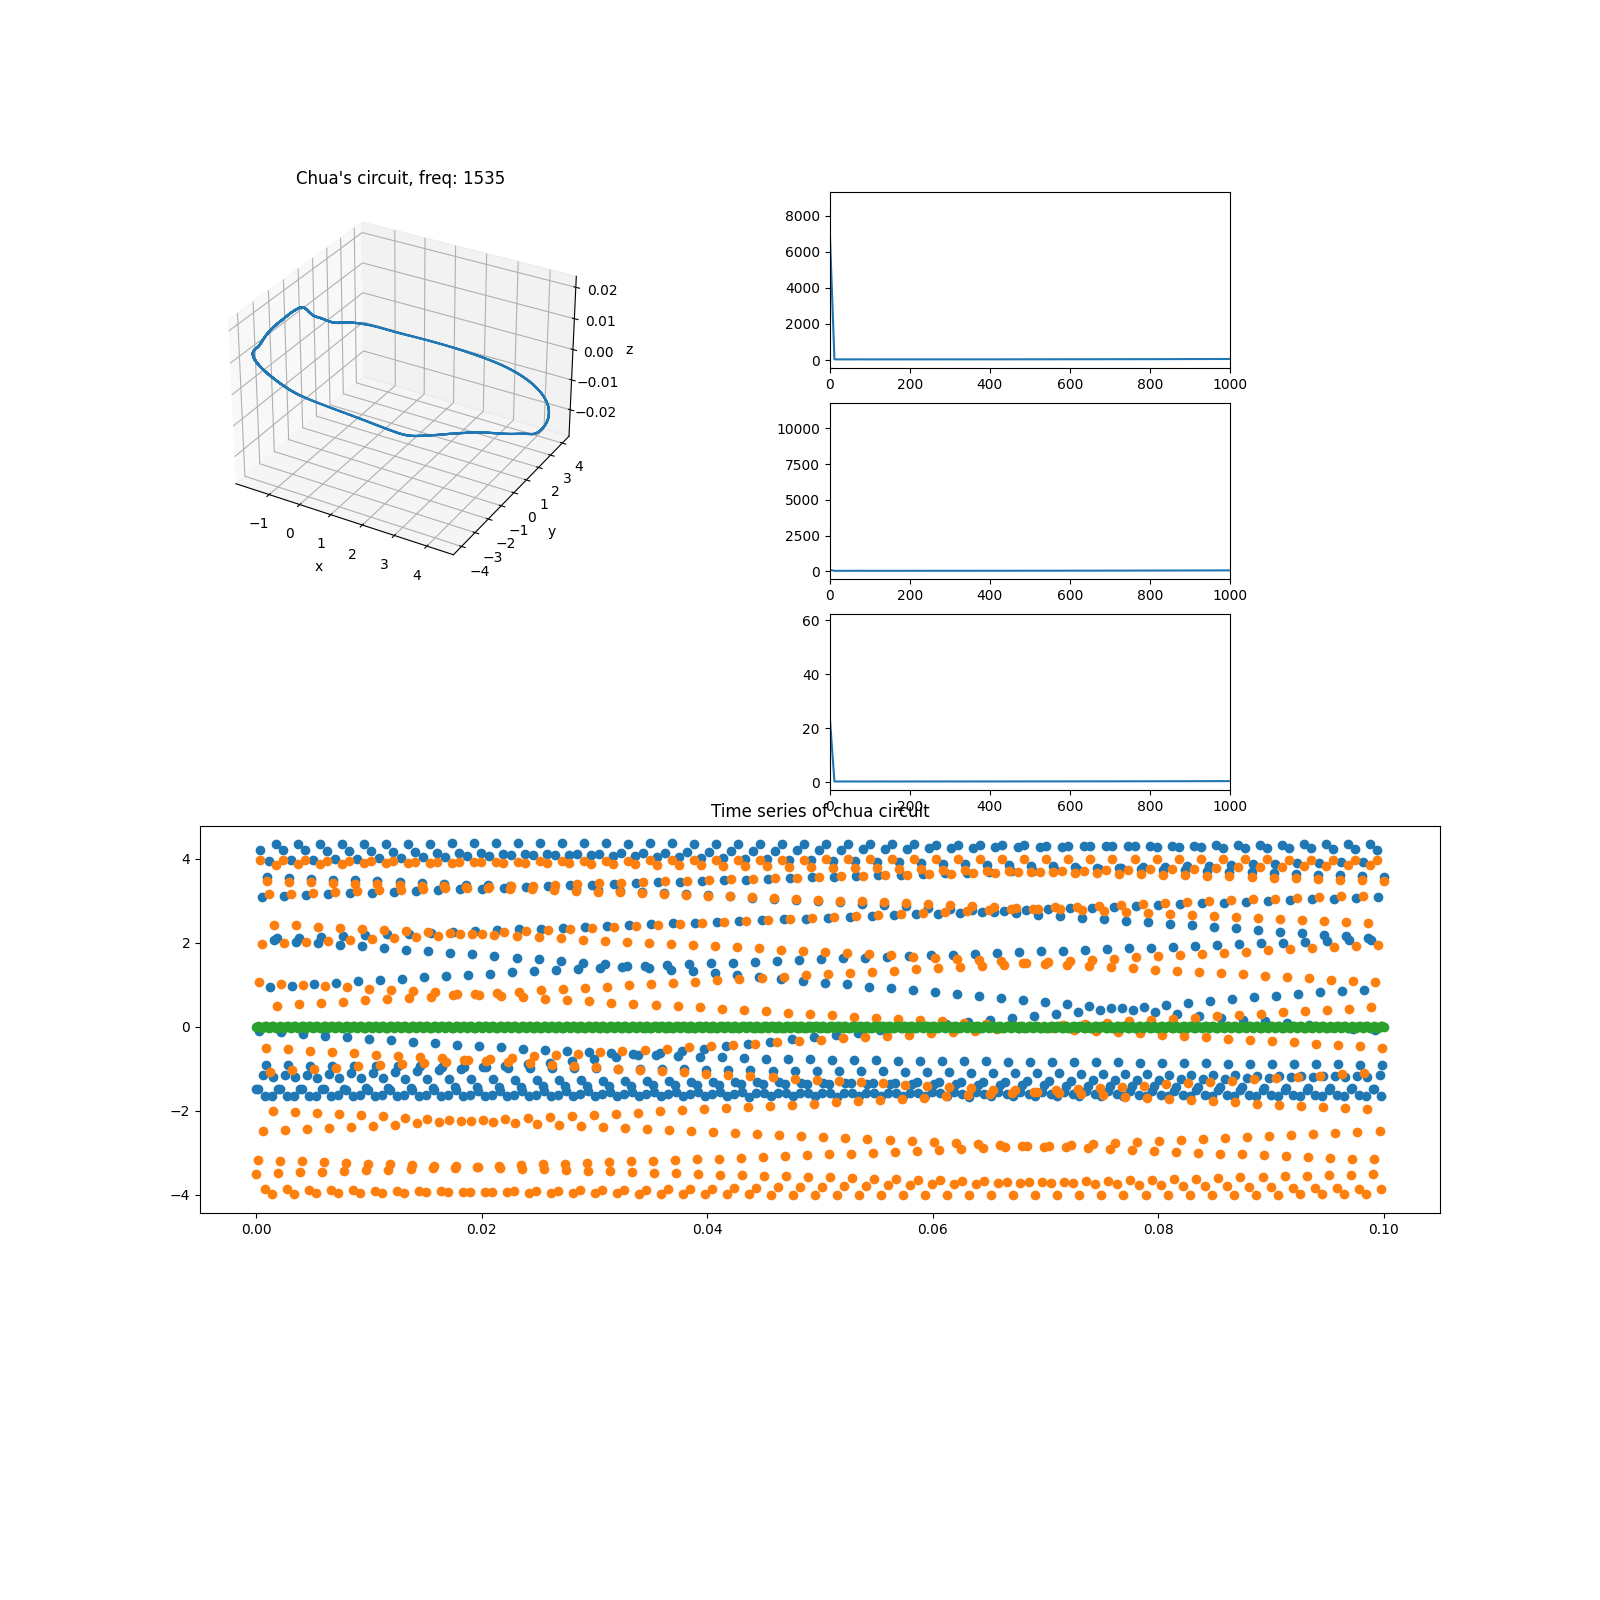 Chua's circuit, freq: 1535
0.02
0.01
0.00 z
−0.01
−0.02
−1 0 1 2 3 4
x
−4 −3 −2 −1 0 1 2 3 4
y
8000
6000
4000
2000
0
0 200 400 600 800 1000
10000
7500
5000
2500
0
0 200 400 600 800 1000
60
40
20
0
0 200 400 600 800 1000
Time series of chua circuit
4
2
0
−2
−4
0.00 0.02 0.04 0.06 0.08 0.10